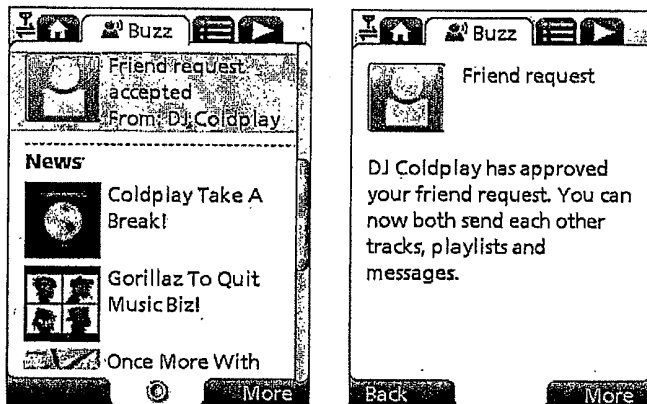 Buzz
Friend request
accepted
From: DJ Coldplay
News
Coldplay Take A
Break!
Gorillaz To Quit
Music Biz!
Once More With
More
Buzz
Friend request
DJ Coldplay has approved
your friend request. You can
now both send each other
tracks, playlists and
messages.
Back
More